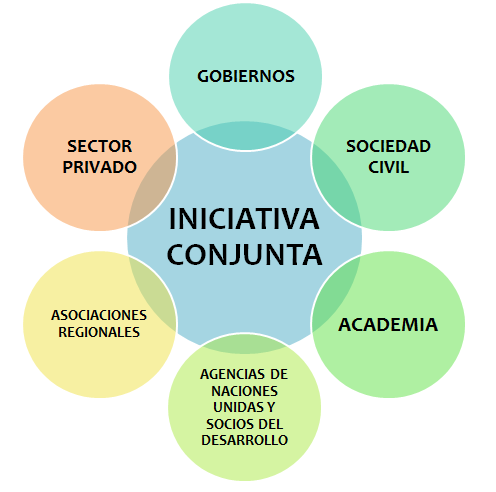 GOBIERNOS
SECTOR
PRIVADO
SOCIEDAD
CIVIL
INICIATIVA
CONJUNTA
ASOCIACIONES
REGIONALES
ACADEMIA
AGENCIAS DE
NACIONES
UNIDAS Y
SOCIOS DEL
DESARROLLO